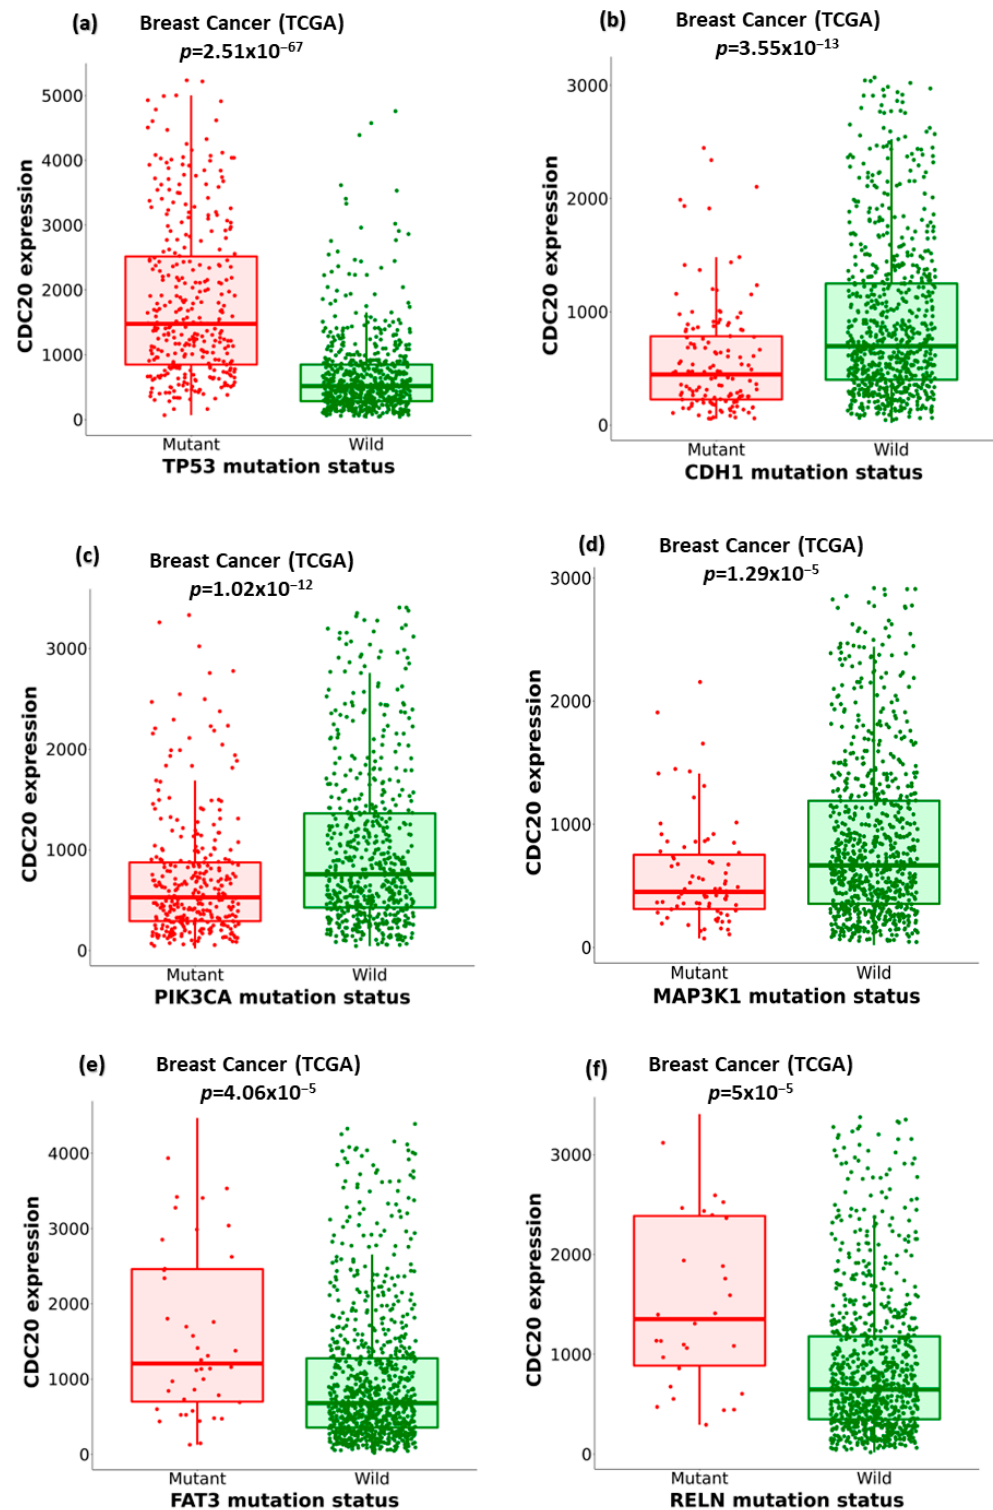 (a)
Breast Cancer (TCGA)
p=2.51x10⁻⁶⁷
CDC20 expression
5000
4000
3000
2000
1000
0
Mutant Wild
TP53 mutation status
(b)
Breast Cancer (TCGA)
p=3.55x10⁻¹³
CDC20 expression
3000
2000
1000
0
Mutant Wild
CDH1 mutation status
(c)
Breast Cancer (TCGA)
p=1.02x10⁻¹²
CDC20 expression
3000
2000
1000
0
Mutant Wild
PIK3CA mutation status
(d)
Breast Cancer (TCGA)
p=1.29x10⁻⁵
CDC20 expression
3000
2000
1000
0
Mutant Wild
MAP3K1 mutation status
(e)
Breast Cancer (TCGA)
p=4.06x10⁻⁵
CDC20 expression
4000
3000
2000
1000
0
Mutant Wild
FAT3 mutation status
(f)
Breast Cancer (TCGA)
p=5x10⁻⁵
CDC20 expression
3000
2000
1000
0
Mutant Wild
RELN mutation status